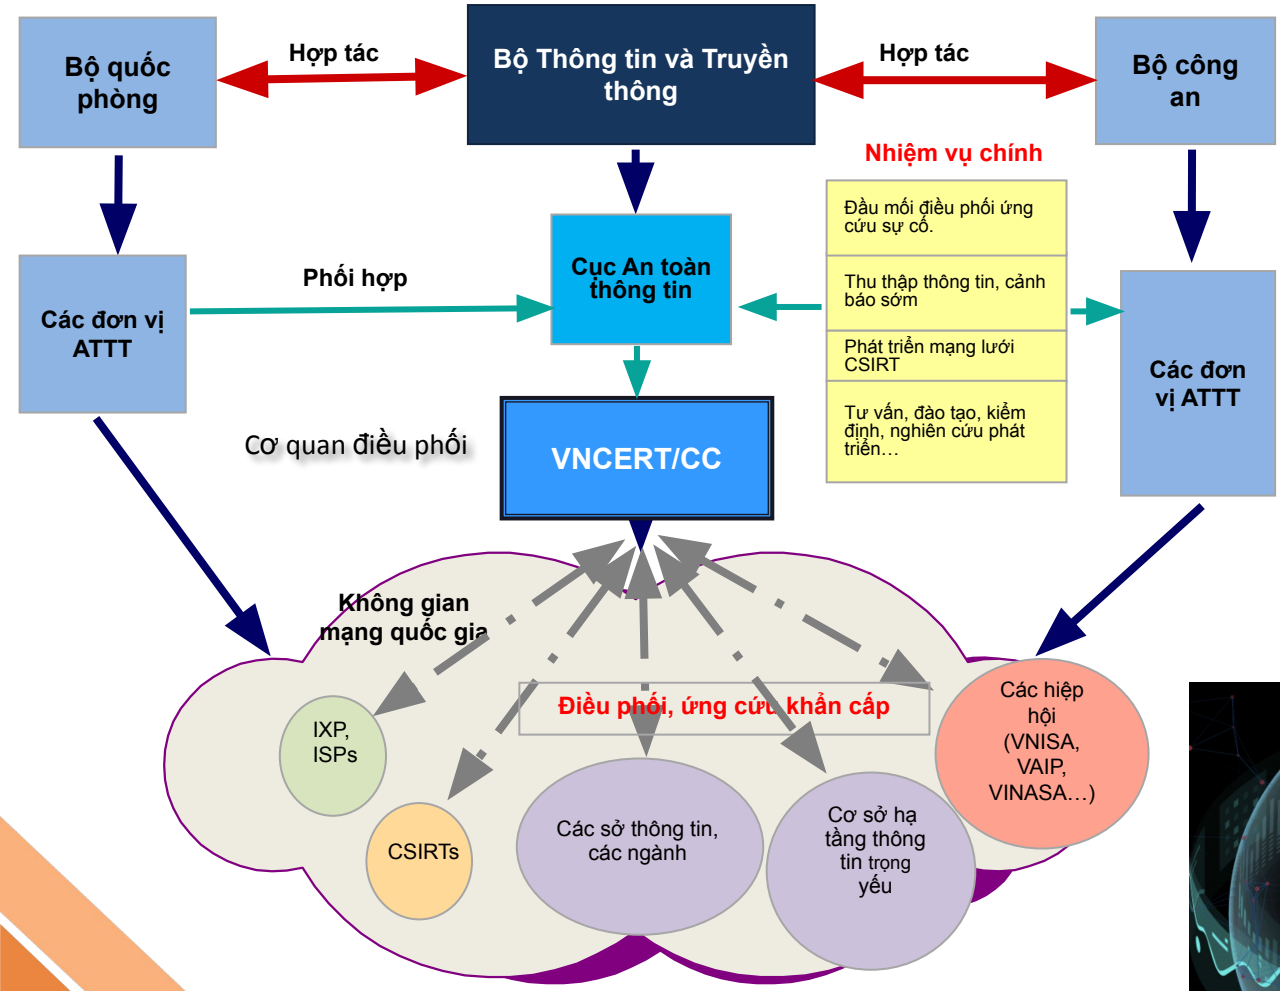 Bộ quốc
phòng
Hợp tác
Bộ Thông tin và Truyền
thông
Hợp tác
Bộ công
an
Nhiệm vụ chính
Đầu mối điều phối ứng
cứu sự cố.
Thu thập thông tin, cảnh
báo sớm
Phát triển mạng lưới
CSIRT
Tư vấn, đào tạo, kiểm
định, nghiên cứu phát
triển…
Các đơn vị
ATTT
Phối hợp
Cục An toàn
thông tin
Các đơn
vị ATTT
Cơ quan điều phối
VNCERT/CC
Không gian
mạng quốc gia
Điều phối, ứng cứu khẩn cấp
IXP,
ISPs
CSIRTs
Các sở thông tin,
các ngành
Cơ sở hạ
tầng thông
tin trọng
yếu
Các hiệp
hội
(VNISA,
VAIP,
VINASA…)